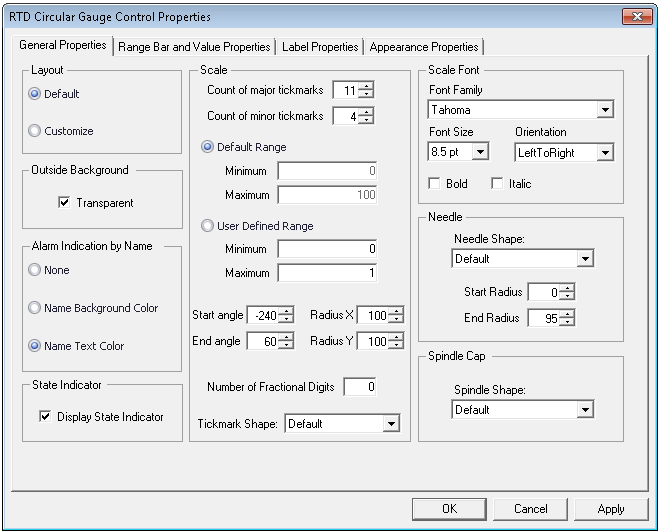 RTD Circular Gauge Control Properties
General Properties
Range Bar and Value Properties
Label Properties
Appearance Properties
Layout
Default
Customize
Outside Background
Transparent
Alarm Indication by Name
None
Name Background Color
Name Text Color
State Indicator
Display State Indicator
Scale
Count of major tickmarks 11
Count of minor tickmarks 4
Default Range
Minimum 0
Maximum 100
User Defined Range
Minimum 0
Maximum 1
Start angle -240 Radius X 100
End angle 60 Radius Y 100
Number of Fractional Digits 0
Tickmark Shape: Default
Scale Font
Font Family
Tahoma
Font Size Orientation
8.5 pt LeftToRight
Bold Italic
Needle
Needle Shape:
Default
Start Radius 0
End Radius 95
Spindle Cap
Spindle Shape:
Default
OK Cancel Apply